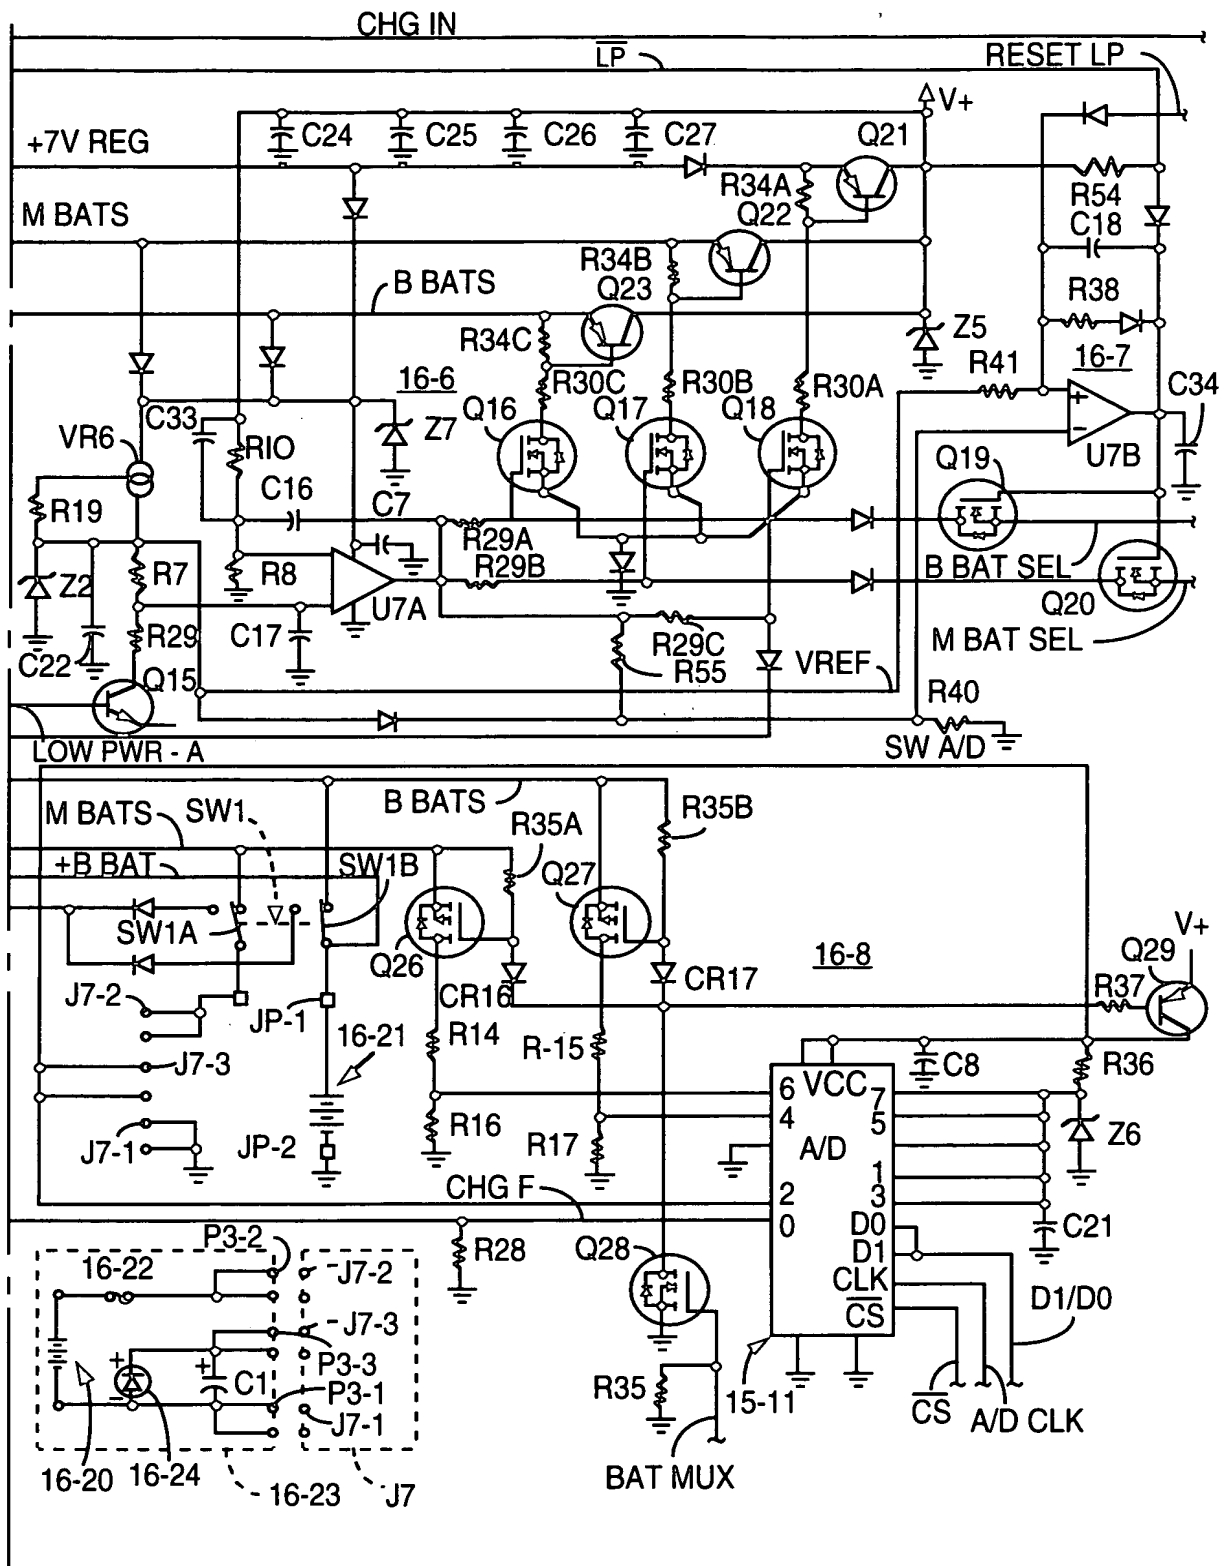 CHG IN
LP
RESET LP
V+
+7V REG
C24
C25
C26
C27
Q21
R34A
Q22
R54
C18
M BATS
R34B
Q23
B BATS
R38
Z5
R34C
16-7
R41
16-6
R30C
R30B
R30A
C34
C33
Q16
Q17
Q18
Z7
VR6
RIO
U7B
Q19
C16
C7
R19
R29A
R29B
B BAT SEL
Z2
R7
R8
U7A
Q20
C17
R29
R29C
M BAT SEL
C22
R55
VREF
Q15
R40
LOW PWR - A
SW A/D
B BATS
M BATS
SW1
R35A
R35B
+B BAT
SW1B
Q27
SW1A
V+
Q26
16-8
Q29
J7-2
CR16
CR17
R37
JP-1
16-21
R14
R-15
J7-3
C8
R36
6
VCC
7
4
5
R16
Z6
J7-1
JP-2
R17
A/D
1
CHG F
2
3
0
D0
C21
P3-2
R28
Q28
D1
16-22
J7-2
CLK
D1/D0
CS
J7-3
P3-3
+
+
C1
P3-1
-
R35
15-11
J7-1
CS
A/D CLK
16-20
16-24
BAT MUX
16-23
J7